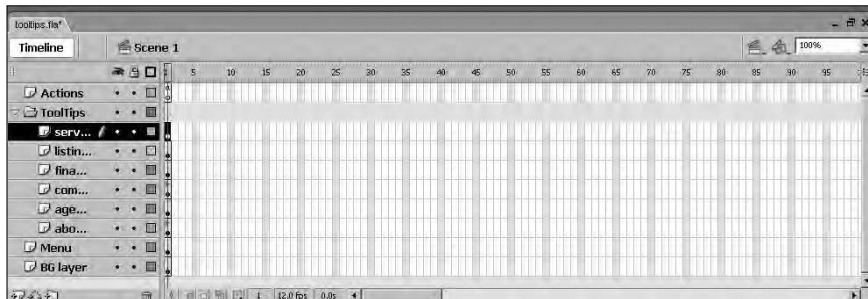 tooltips.fla*
Timeline
Scene 1
100%
5 10 15 20 25 30 35 40 45 50 55 60 65 70 75 80 85 90 95
Actions
ToolTips
serv...
listin...
fina...
com...
age...
abo...
Menu
BG layer
1 12.0 fps 0.0s